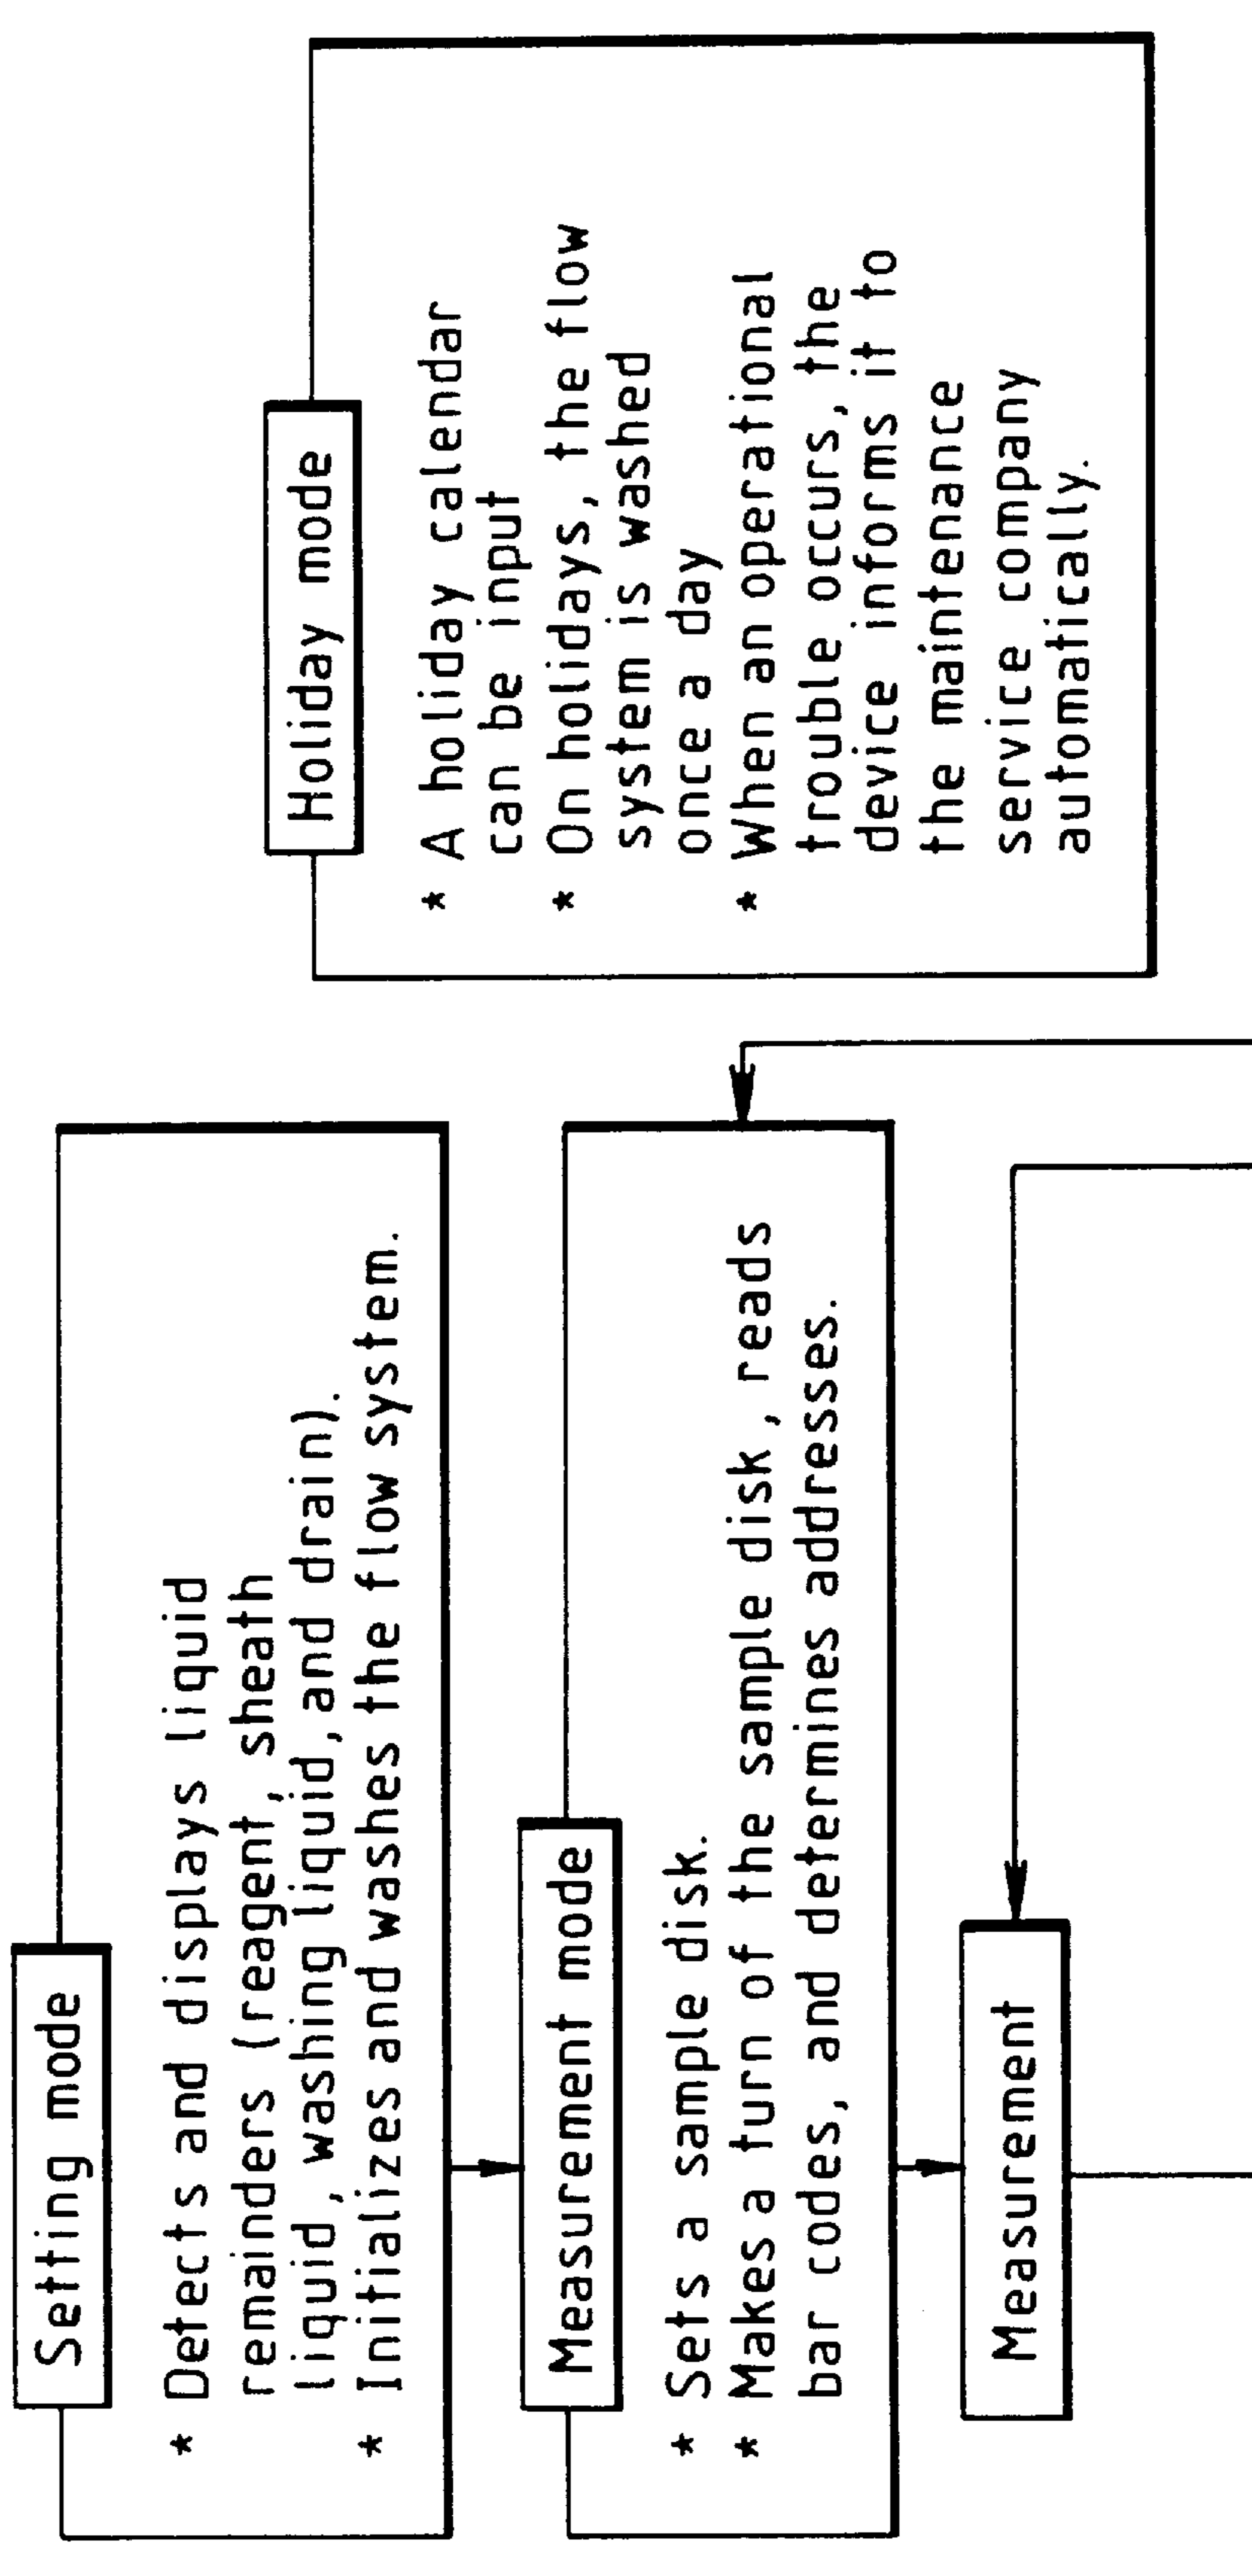 Setting mode
* Detects and displays liquid
remainders (reagent, sheath
liquid, washing liquid, and drain).
* Initializes and washes the flow system.
Measurement mode
* Sets a sample disk.
* Makes a turn of the sample disk, reads
bar codes, and determines addresses.
Measurement
Holiday mode
* A holiday calendar
can be input
* On holidays, the flow
system is washed
once a day
* When an operational
trouble occurs, the
device informs it to
the maintenance
service company
automatically.